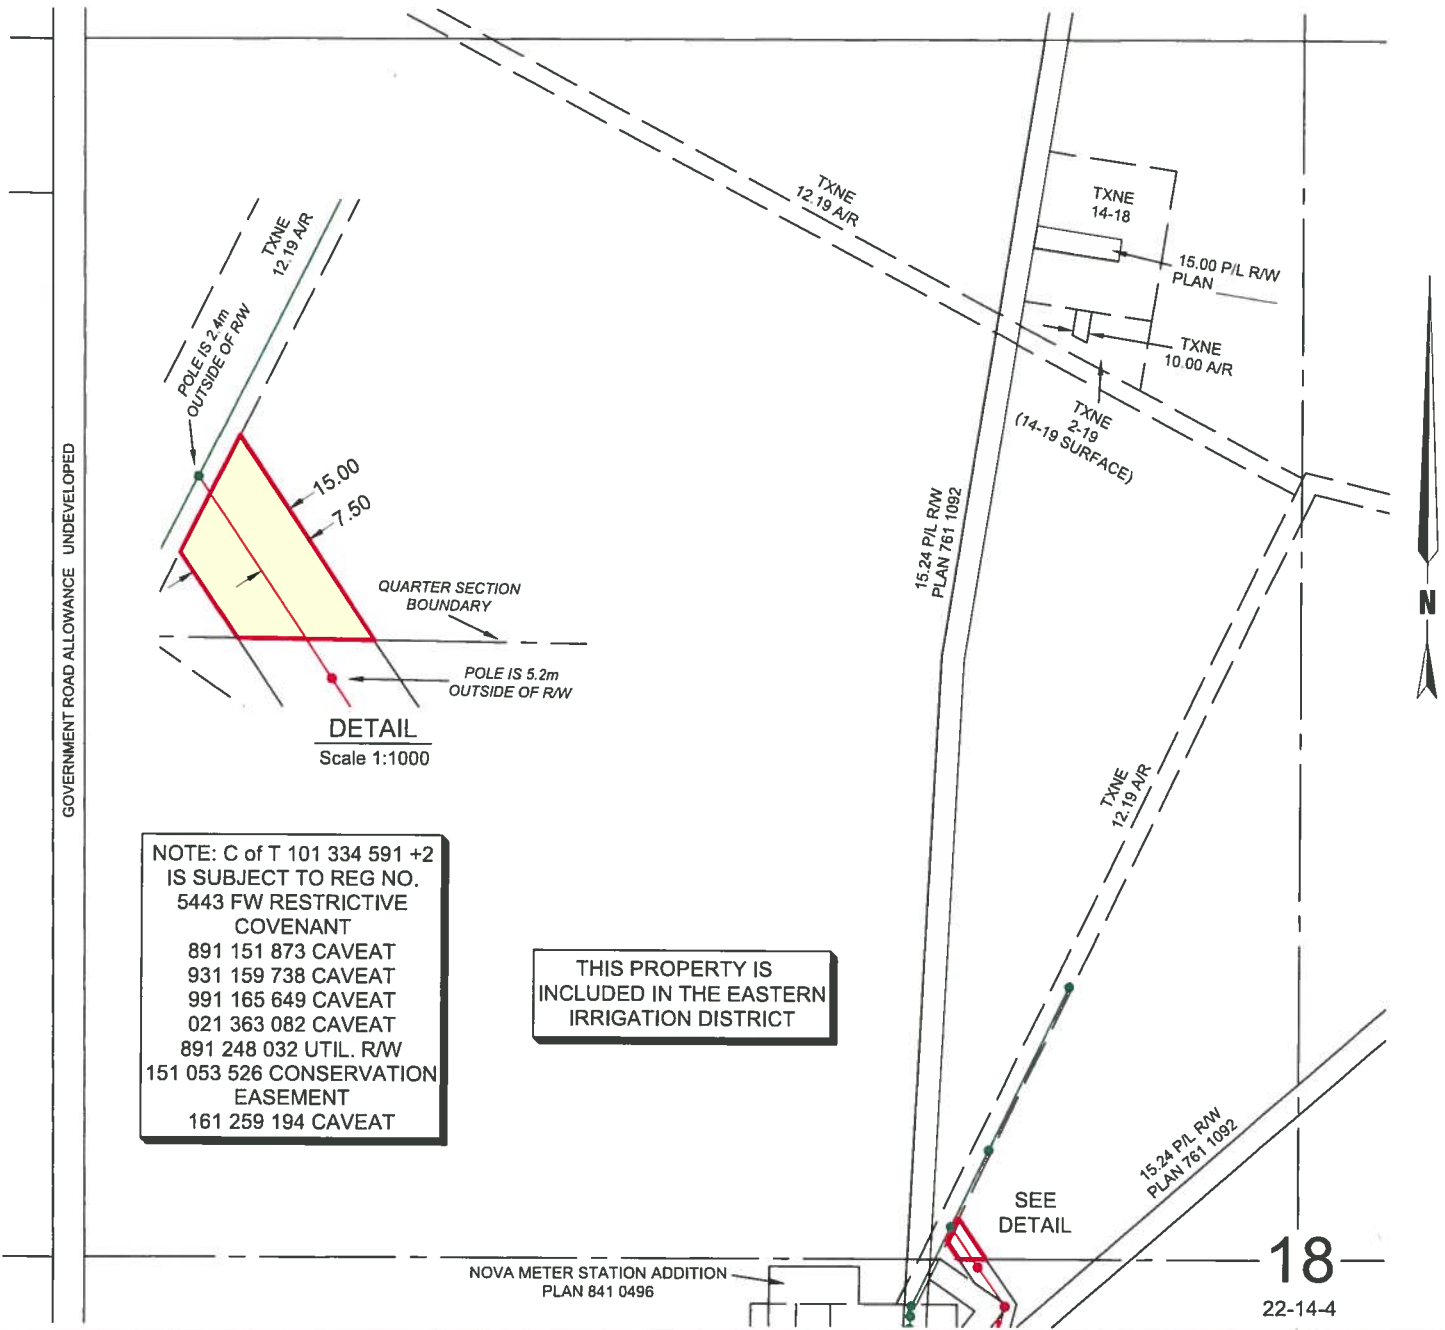 TXNE
12.19 A/R
TXNE
14-18
15.00 P/L R/W
PLAN
TXNE
12.19 A/R
POLE IS 2.4m
OUTSIDE OF R/W
TXNE
10.00 A/R
TXNE
2-19
(14-19 SURFACE)
15.00
7.50
15.24 P/L R/W
PLAN 761 1092
GOVERNMENT ROAD ALLOWANCE UNDEVELOPED
QUARTER SECTION
BOUNDARY
N
POLE IS 5.2m
OUTSIDE OF R/W
DETAIL
Scale 1:1000
TXNE
12.19 A/R
NOTE: C of T 101 334 591 +2
IS SUBJECT TO REG NO.
5443 FW RESTRICTIVE
COVENANT
891 151 873 CAVEAT
931 159 738 CAVEAT
991 165 649 CAVEAT
021 363 082 CAVEAT
891 248 032 UTIL. R/W
151 053 526 CONSERVATION
EASEMENT
161 259 194 CAVEAT
THIS PROPERTY IS
INCLUDED IN THE EASTERN
IRRIGATION DISTRICT
15.24 P/L R/W
PLAN 761 1092
SEE
DETAIL
NOVA METER STATION ADDITION
PLAN 841 0496
18
22-14-4